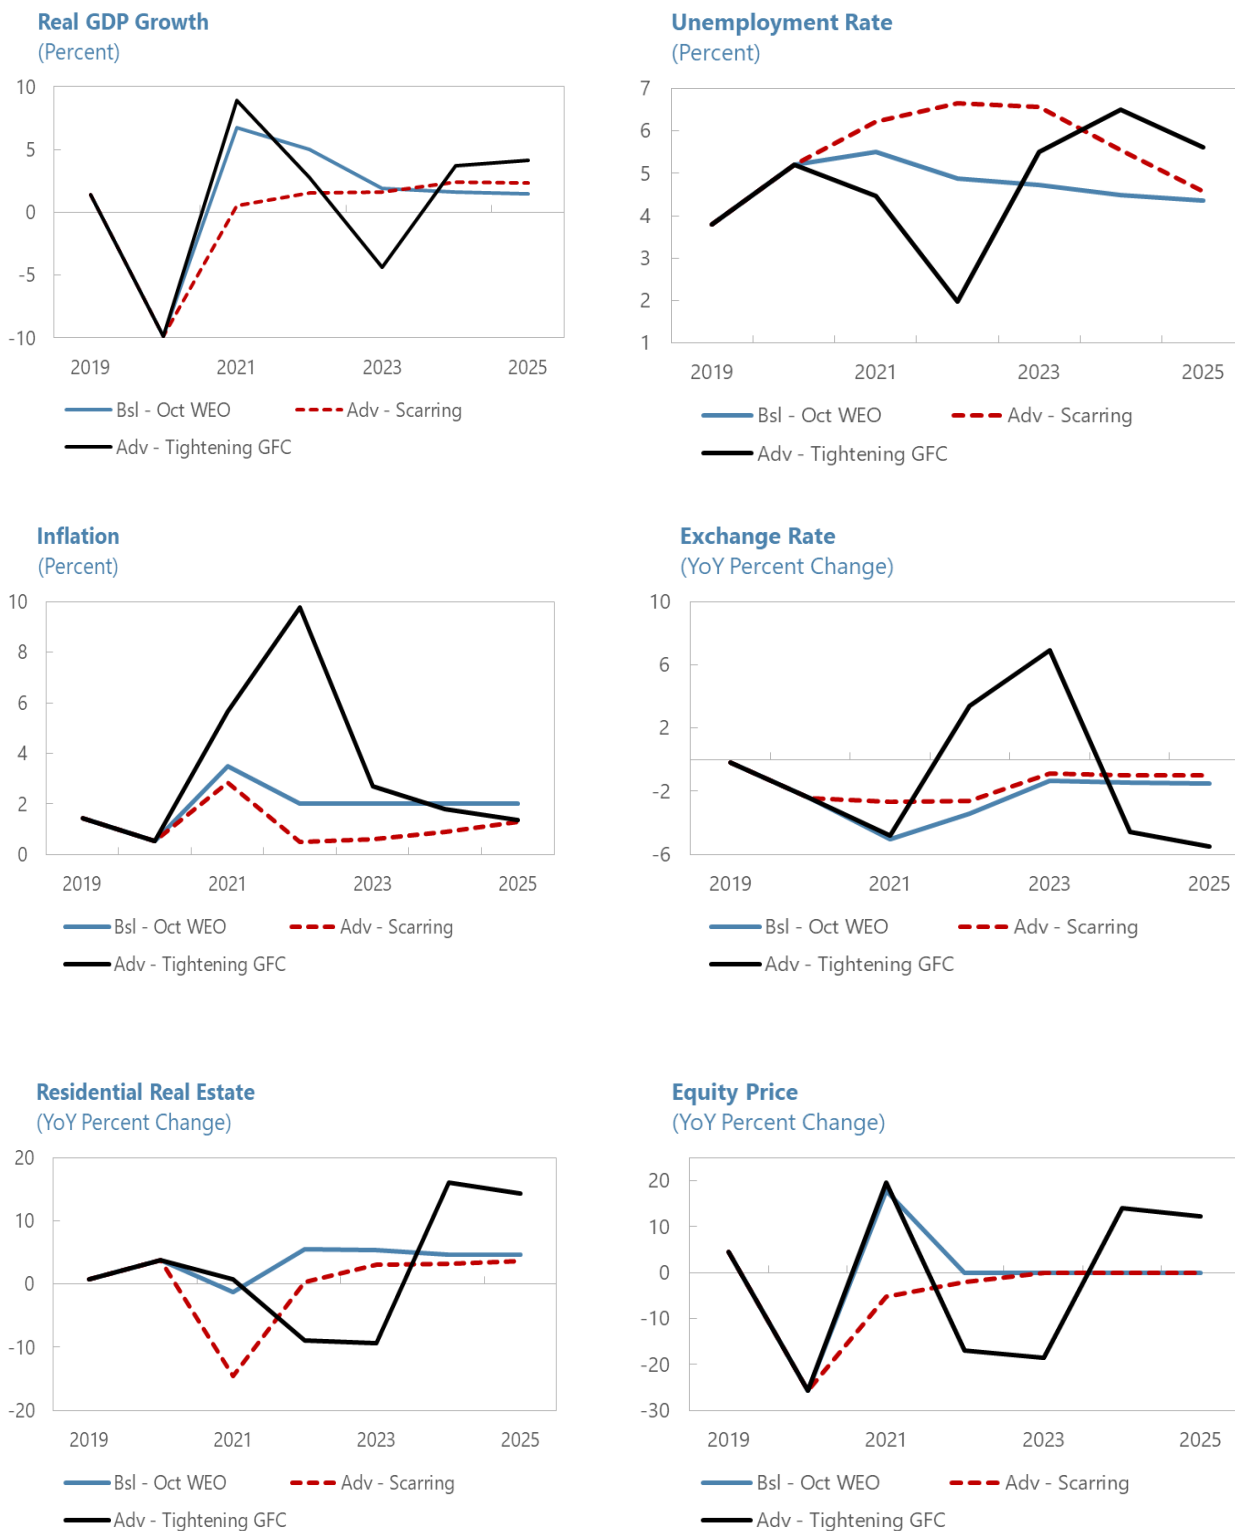 Real GDP Growth
(Percent)
10
5
0
-5
-10
2019 2021 2023 2025
Bsl - Oct WEO Adv - Scarring
Adv - Tightening GFC
Unemployment Rate
(Percent)
7
6
5
4
3
2
1
2019 2021 2023 2025
Bsl - Oct WEO Adv - Scarring
Adv - Tightening GFC
Inflation
(Percent)
10
8
6
4
2
0
2019 2021 2023 2025
Bsl - Oct WEO Adv - Scarring
Adv - Tightening GFC
Exchange Rate
(YoY Percent Change)
10
6
2
-2
-6
2019 2021 2023 2025
Bsl - Oct WEO Adv - Scarring
Adv - Tightening GFC
Residential Real Estate
(YoY Percent Change)
20
10
0
-10
-20
2019 2021 2023 2025
Bsl - Oct WEO Adv - Scarring
Adv - Tightening GFC
Equity Price
(YoY Percent Change)
20
10
0
-10
-20
-30
2019 2021 2023 2025
Bsl - Oct WEO Adv - Scarring
Adv - Tightening GFC